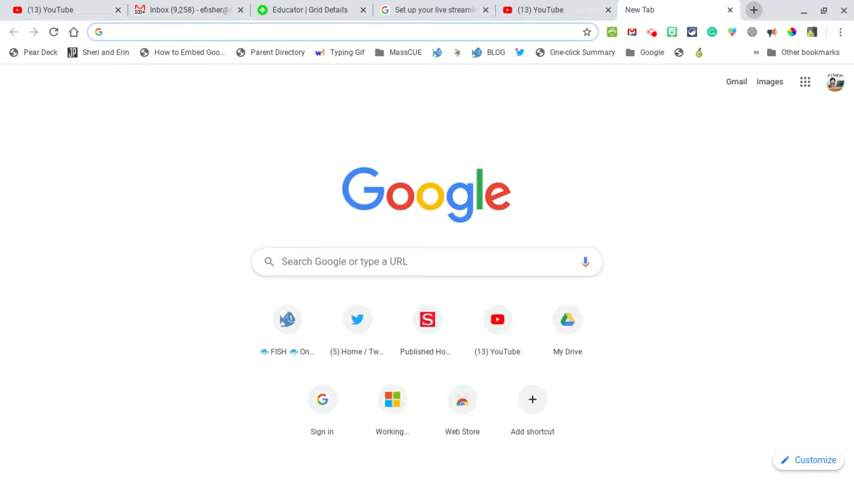 (13) YouTube
Inbox (9,258) - efisher@
Educator | Grid Details
Set up your live streami
(13) YouTube
New Tab
Pear Deck
Sheri and Erin
How to Embed Goo...
Parent Directory
Typing Gif
MassCUE
BLOG
One-click Summary
Google
Other bookmarks
Gmail
Images
Google
Search Google or type a URL
FISH
On...
(5) Home / Tw...
Published Ho...
(13) YouTube
My Drive
Sign in
Working...
Web Store
Add shortcut
Customize